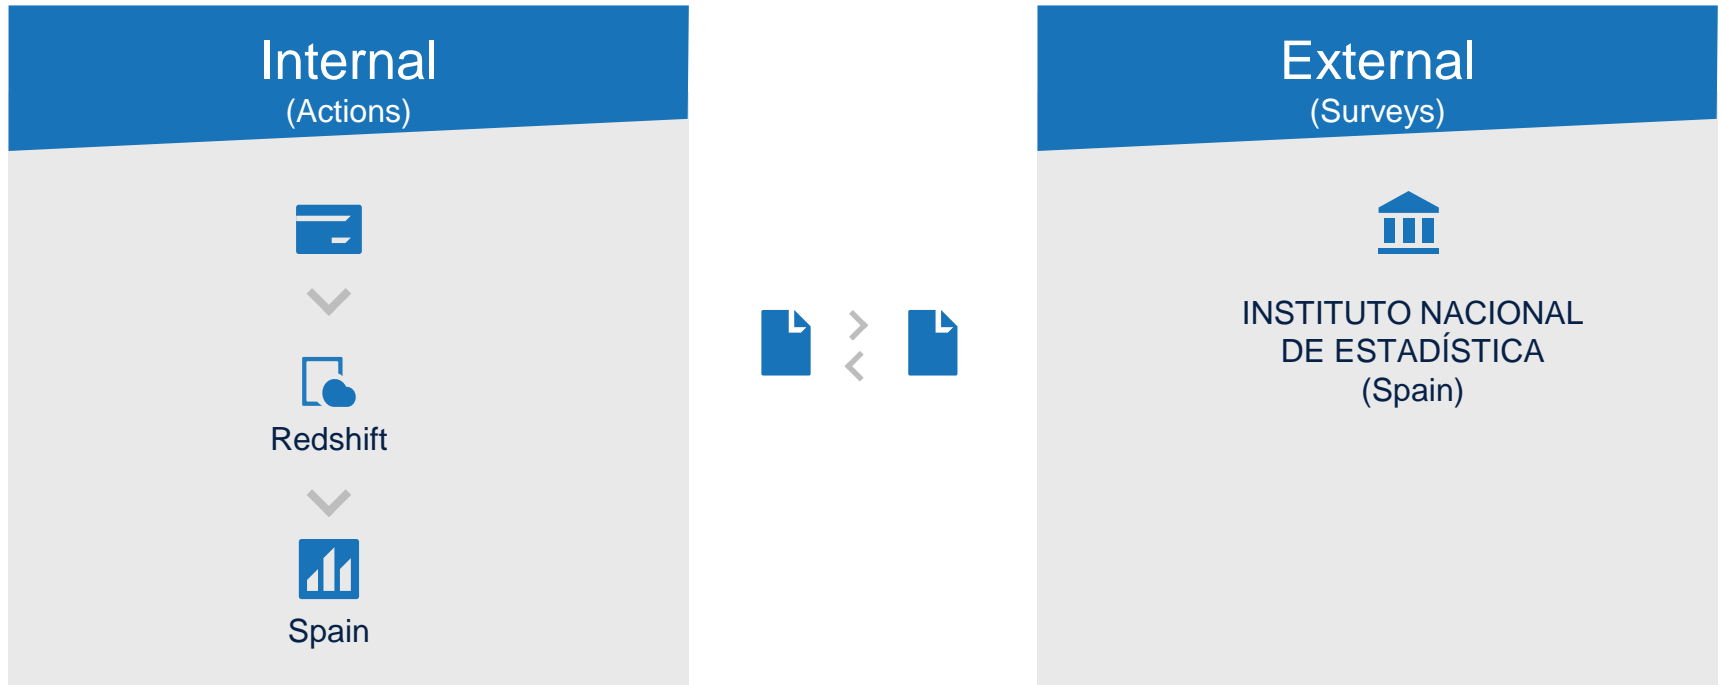 Internal
(Actions)
Redshift
Spain
External
(Surveys)
INSTITUTO NACIONAL
DE ESTADÍSTICA
(Spain)